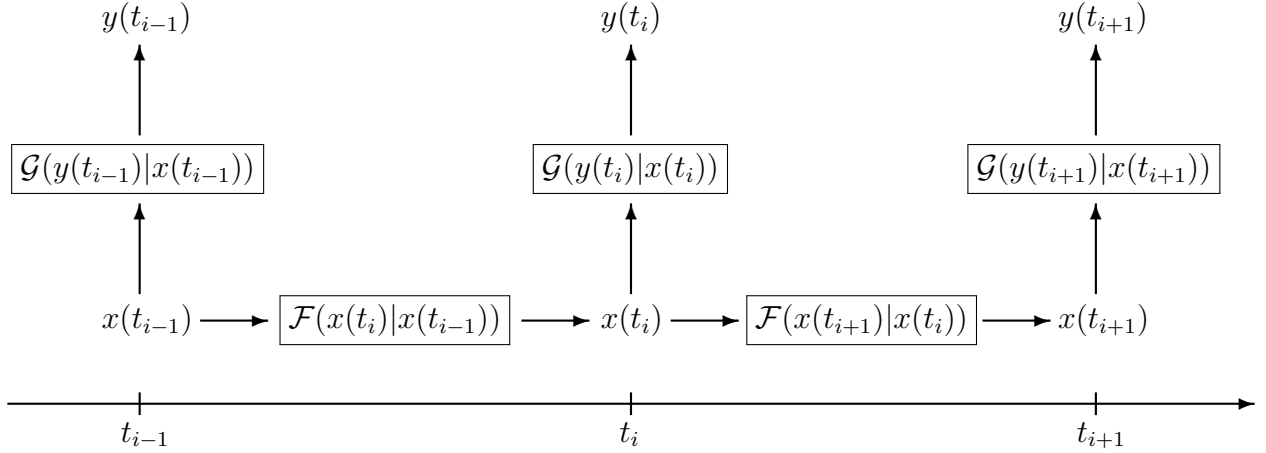 y(t_{i-1}) y(t_i) y(t_{i+1})
𝒢(y(t_{i-1})|x(t_{i-1})) 𝒢(y(t_i)|x(t_i)) 𝒢(y(t_{i+1})|x(t_{i+1}))
x(t_{i-1}) ℱ(x(t_i)|x(t_{i-1})) x(t_i) ℱ(x(t_{i+1})|x(t_i)) x(t_{i+1})
t_{i-1} t_i t_{i+1}